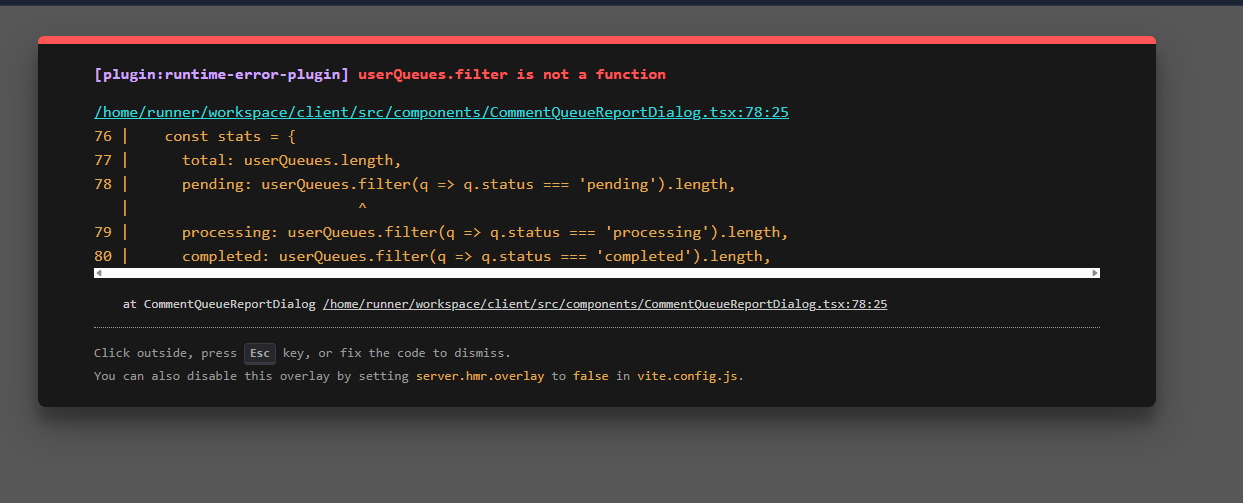 [plugin:runtime-error-plugin] userQueues.filter is not a function
/home/runner/workspace/client/src/components/CommentQueueReportDialog.tsx:78:25
76 |    const stats = {
77 |      total: userQueues.length,
78 |      pending: userQueues.filter(q => q.status === 'pending').length,
   |                          ^
79 |      processing: userQueues.filter(q => q.status === 'processing').length,
80 |      completed: userQueues.filter(q => q.status === 'completed').length,
at CommentQueueReportDialog /home/runner/workspace/client/src/components/CommentQueueReportDialog.tsx:78:25
Click outside, press Esc key, or fix the code to dismiss.
You can also disable this overlay by setting server.hmr.overlay to false in vite.config.js.